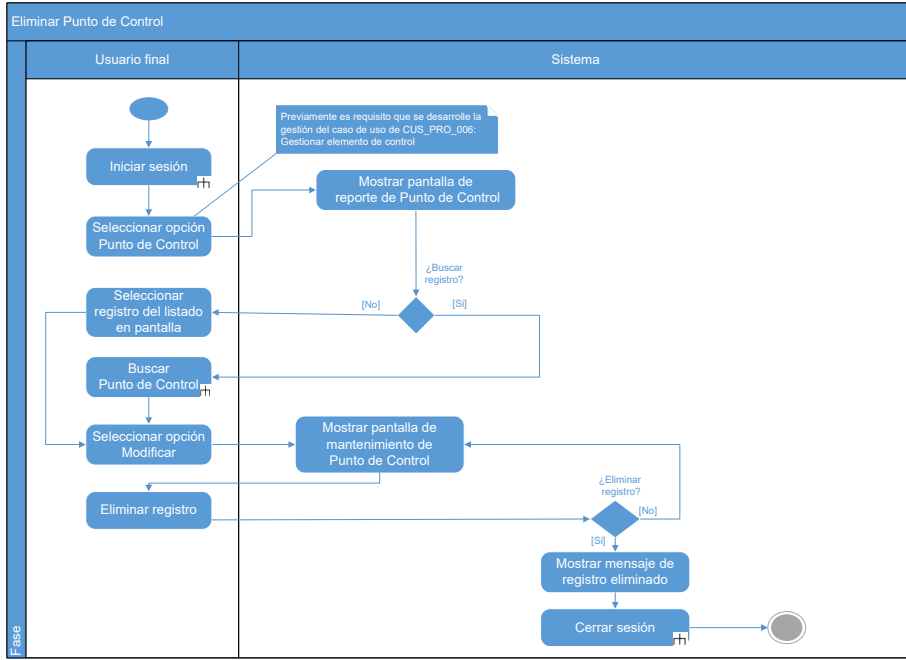 Eliminar Punto de Control
Usuario final
Sistema
Previamente es requisito que se desarrolle la
gestión del caso de uso de CUS_PRO_006:
Gestionar elemento de control
Iniciar sesión
Mostrar pantalla de
reporte de Punto de Control
Seleccionar opción
Punto de Control
¿Buscar
registro?
[No]
[Si]
Seleccionar
registro del listado
en pantalla
Buscar
Punto de Control
Seleccionar opción
Modificar
Mostrar pantalla de
mantenimiento de
Punto de Control
¿Eliminar
registro?
Eliminar registro
[No]
[Si]
Mostrar mensaje de
registro eliminado
Cerrar sesión
Fase